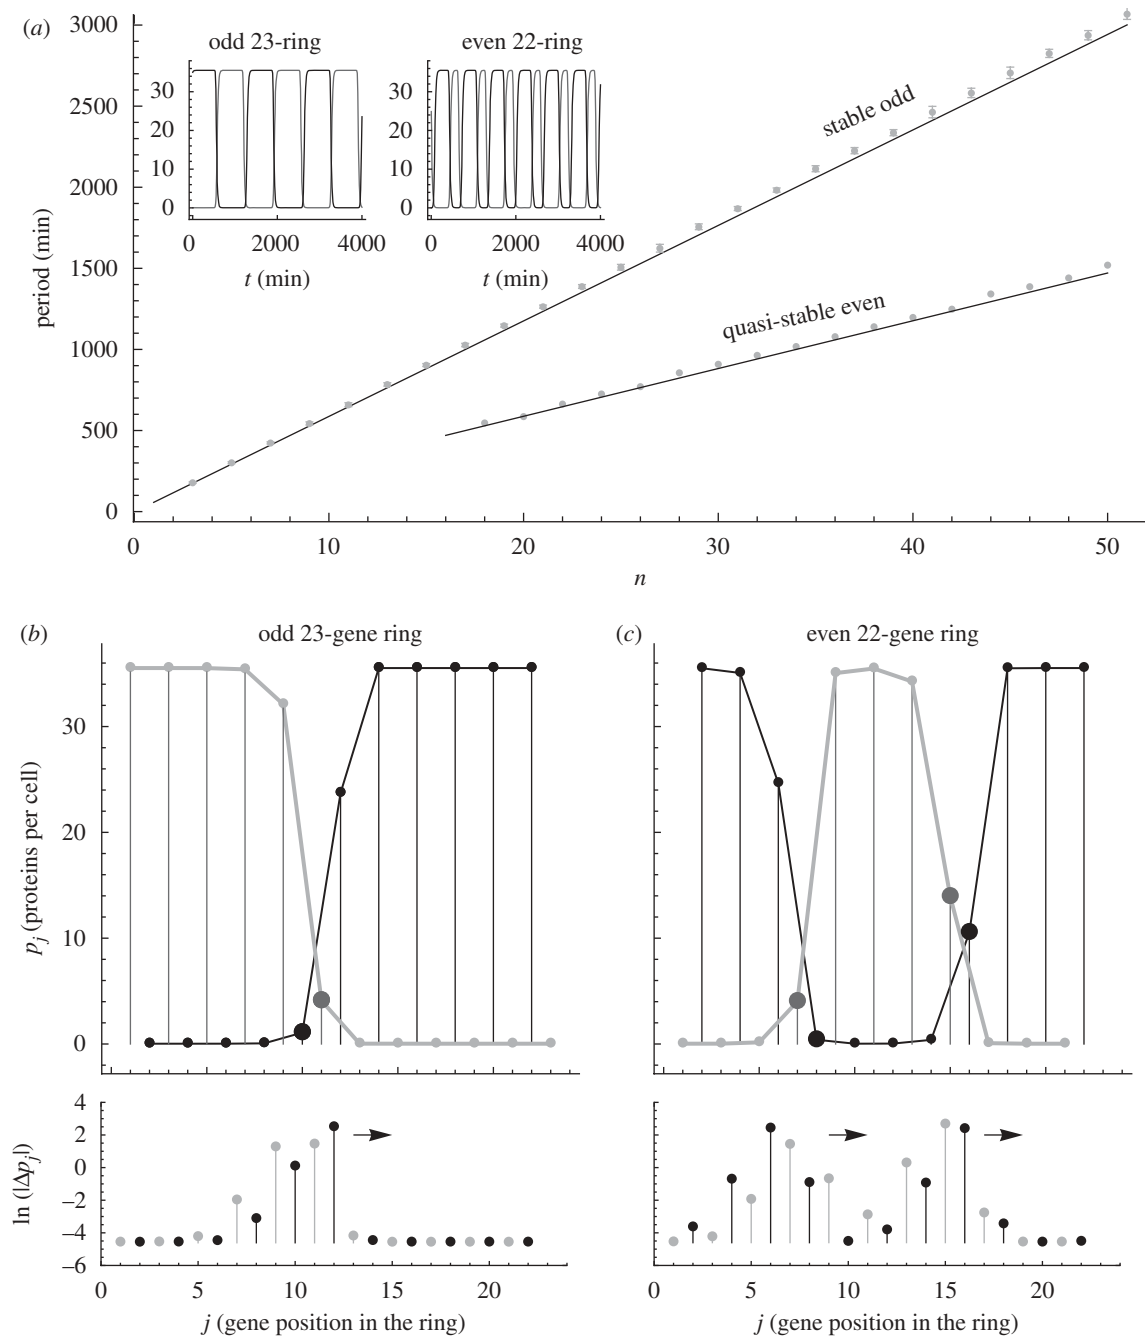 (a)
3000
2500
2000
1500
1000
500
0
period (min)
0 10 20 30 40 50
n
odd 23-ring
30
20
10
0
0 2000 4000
t (min)
even 22-ring
30
20
10
0
0 2000 4000
t (min)
stable odd
quasi-stable even
(b)
odd 23-gene ring
30
20
10
0
p_j (proteins per cell)
4
2
0
−2
−4
−6
ln (|Δp_j|)
0 5 10 15 20
j (gene position in the ring)
(c)
even 22-gene ring
0 5 10 15 20
j (gene position in the ring)